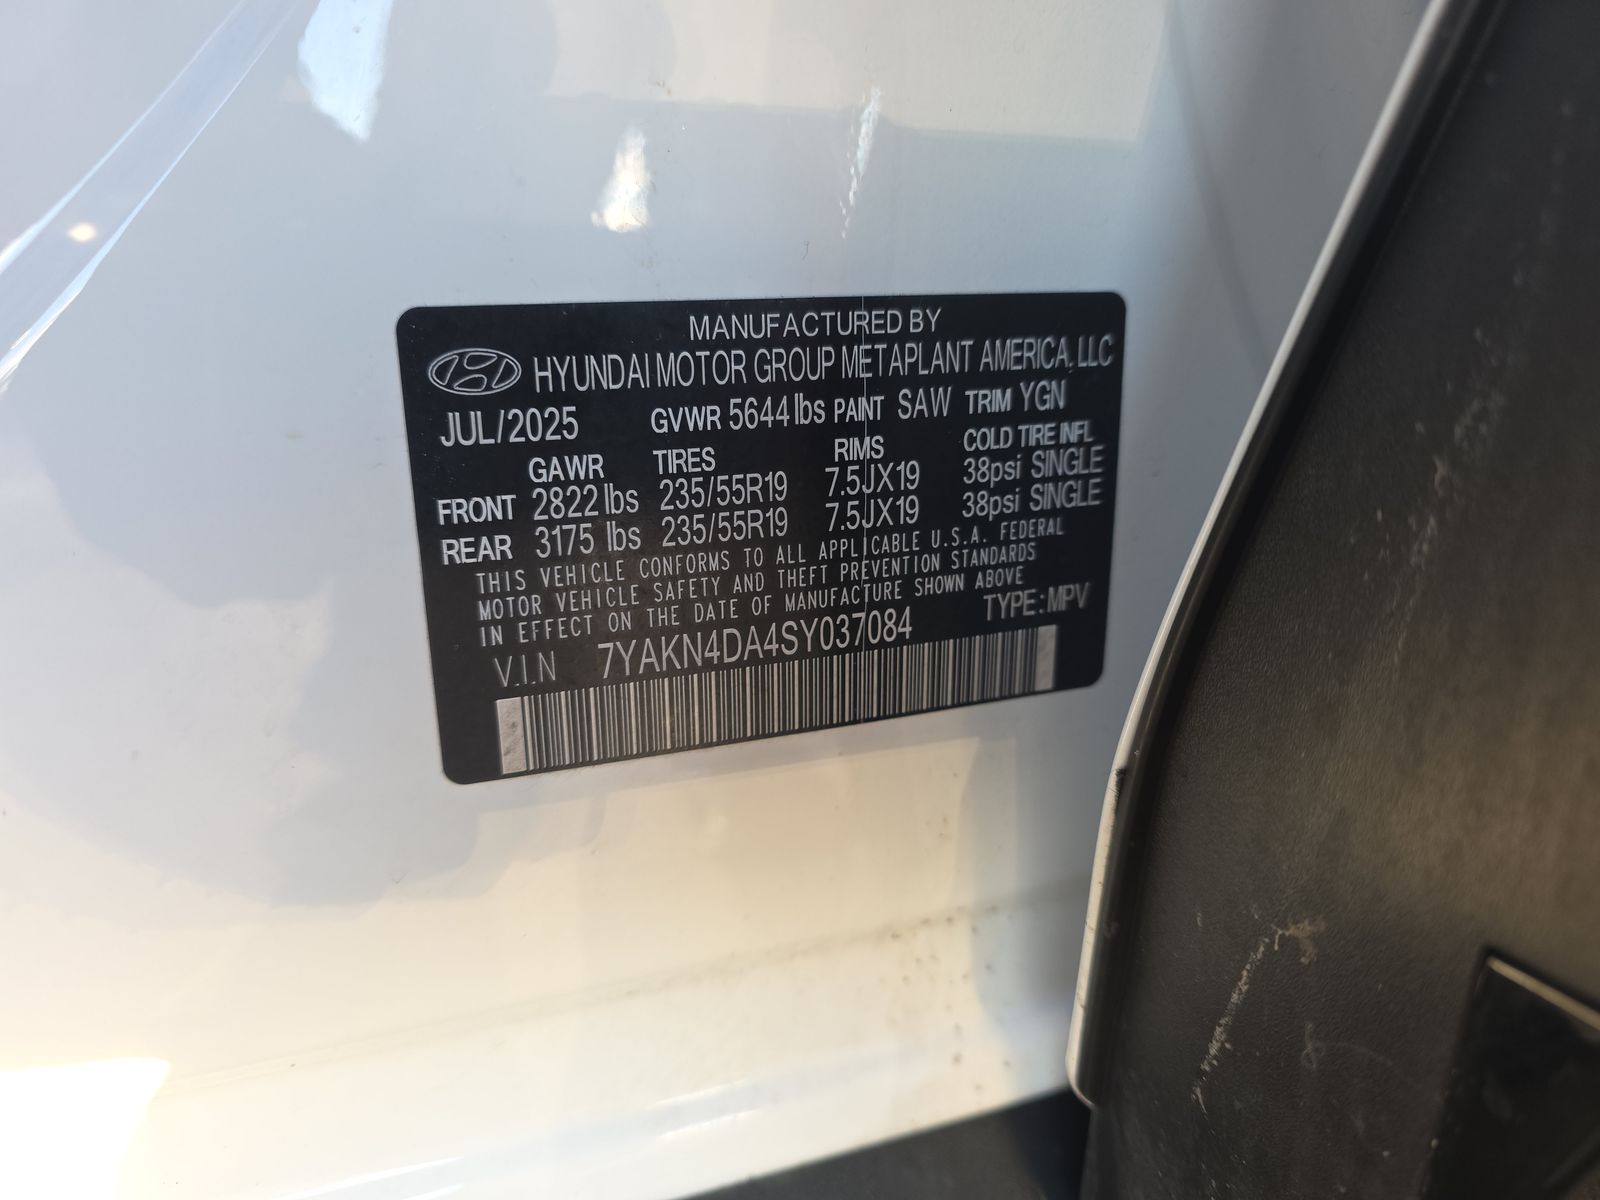 MANUFACTURED BY
HYUNDAI MOTOR GROUP METAPLANT AMERICA, LLC
JUL/2025 GVWR 5644 lbs PAINT SAW TRIM YGN
GAWR TIRES RIMS COLD TIRE INFL
FRONT 2822 lbs 235/55R19 7.5JX19 38psi SINGLE
REAR 3175 lbs 235/55R19 7.5JX19 38psi SINGLE
THIS VEHICLE CONFORMS TO ALL APPLICABLE U.S.A. FEDERAL
MOTOR VEHICLE SAFETY AND THEFT PREVENTION STANDARDS
IN EFFECT ON THE DATE OF MANUFACTURE SHOWN ABOVE
V.I.N 7YAKN4DA4SY037084 TYPE: MPV